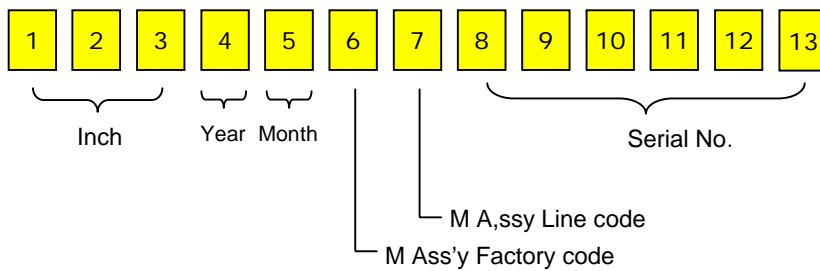 1 2 3 4 5 6 7 8 9 10 11 12 13
Inch Year Month Serial No.
M A,ssy Line code
M Ass'y Factory code